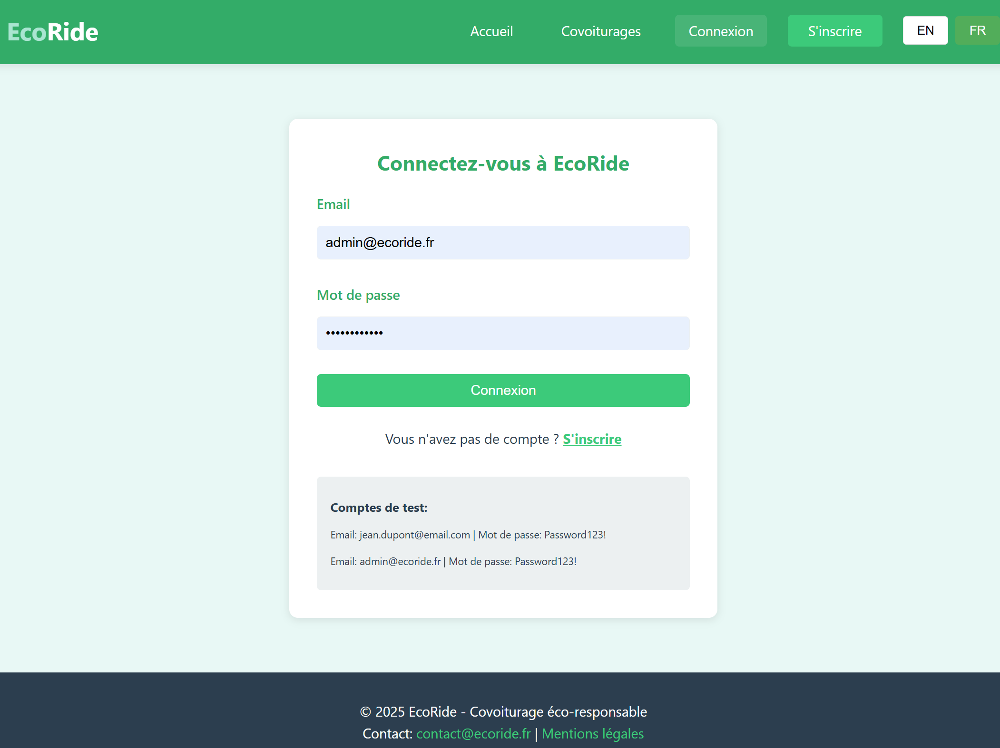 EcoRide
Accueil
Covoiturages
Connexion
S'inscrire
EN
FR
Connectez-vous à EcoRide
Email
admin@ecoride.fr
Mot de passe
••••••••••••
Connexion
Vous n'avez pas de compte ? S'inscrire
Comptes de test:
Email: jean.dupont@email.com | Mot de passe: Password123!
Email: admin@ecoride.fr | Mot de passe: Password123!
© 2025 EcoRide - Covoiturage éco-responsable
Contact: contact@ecoride.fr | Mentions légales